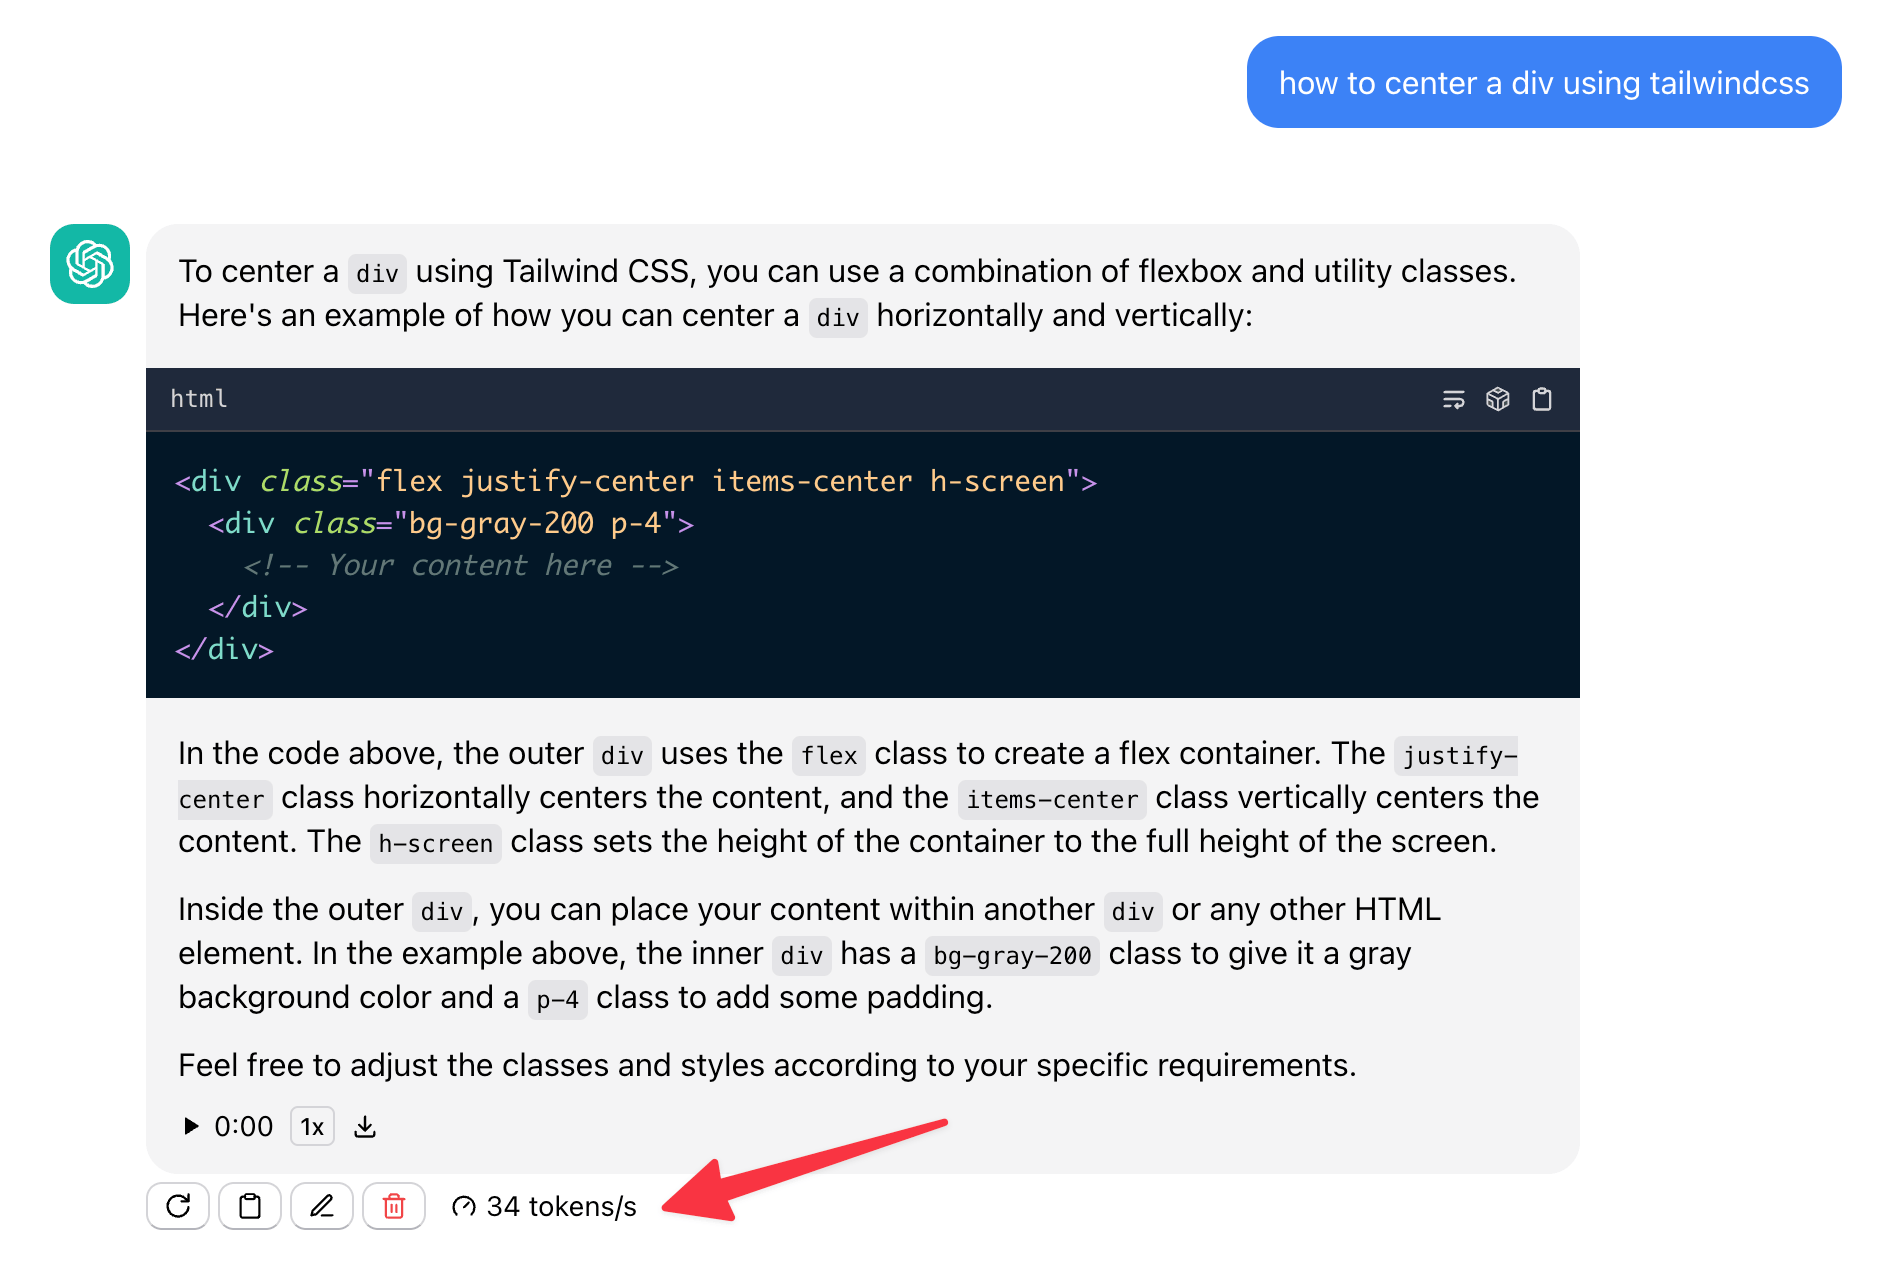 how to center a div using tailwindcss
To center a div using Tailwind CSS, you can use a combination of flexbox and utility classes.
Here's an example of how you can center a div horizontally and vertically:
html
<div class="flex justify-center items-center h-screen">
  <div class="bg-gray-200 p-4">
    <!-- Your content here -->
  </div>
</div>
In the code above, the outer div uses the flex class to create a flex container. The justify-
center class horizontally centers the content, and the items-center class vertically centers the
content. The h-screen class sets the height of the container to the full height of the screen.
Inside the outer div, you can place your content within another div or any other HTML
element. In the example above, the inner div has a bg-gray-200 class to give it a gray
background color and a p-4 class to add some padding.
Feel free to adjust the classes and styles according to your specific requirements.
0:00 1x
34 tokens/s